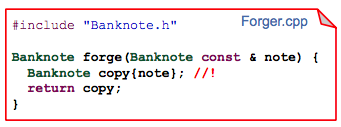 Forger.cpp
#include "Banknote.h"
Banknote forge(Banknote const & note) {
  Banknote copy{note}; //!
  return copy;
}